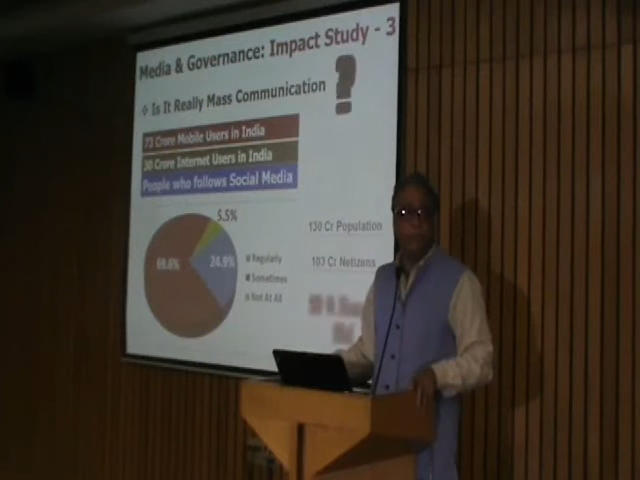 Media & Governance: Impact Study - 3
❖ Is It Really Mass Communication ?
73 Crore Mobile Users in India
30 Crore Internet Users in India
People who follows Social Media
5.5%
69.6%
24.9%
Regularly
Sometimes
Not At All
130 Cr Population
103 Cr Netizens